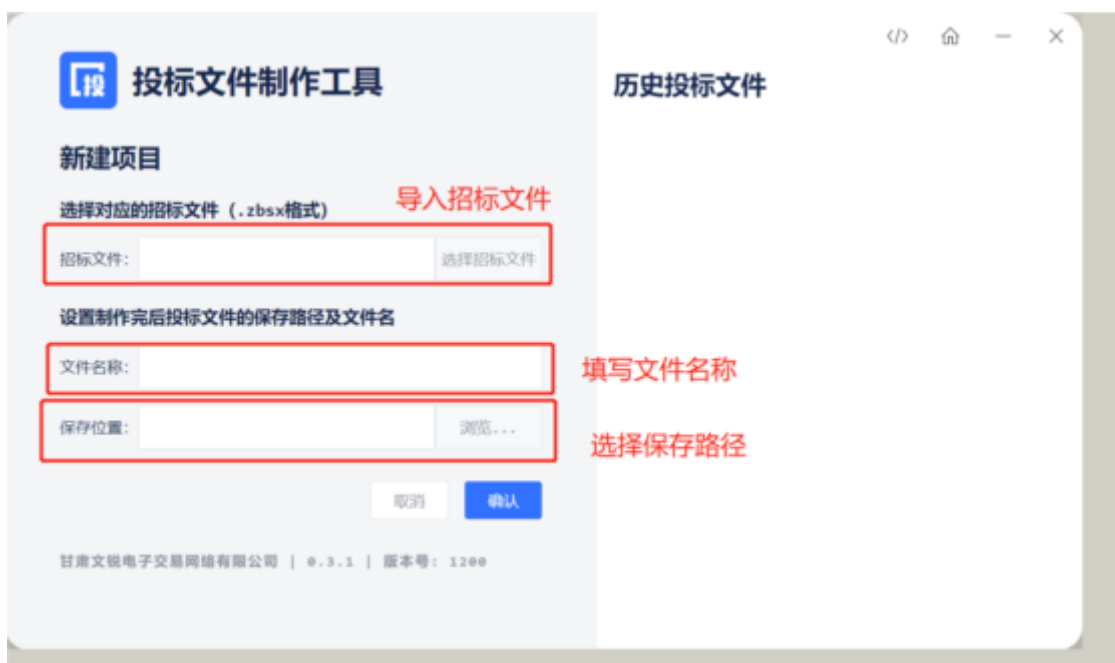 投
投标文件制作工具
历史投标文件
新建项目
选择对应的招标文件（.zbsx格式）
导入招标文件
招标文件:
选择招标文件
设置制作完后投标文件的保存路径及文件名
文件名称:
填写文件名称
保存位置:
浏览...
选择保存路径
取消
确认
甘肃文锐电子交易网络有限公司 | 0.3.1 | 版本号: 1200